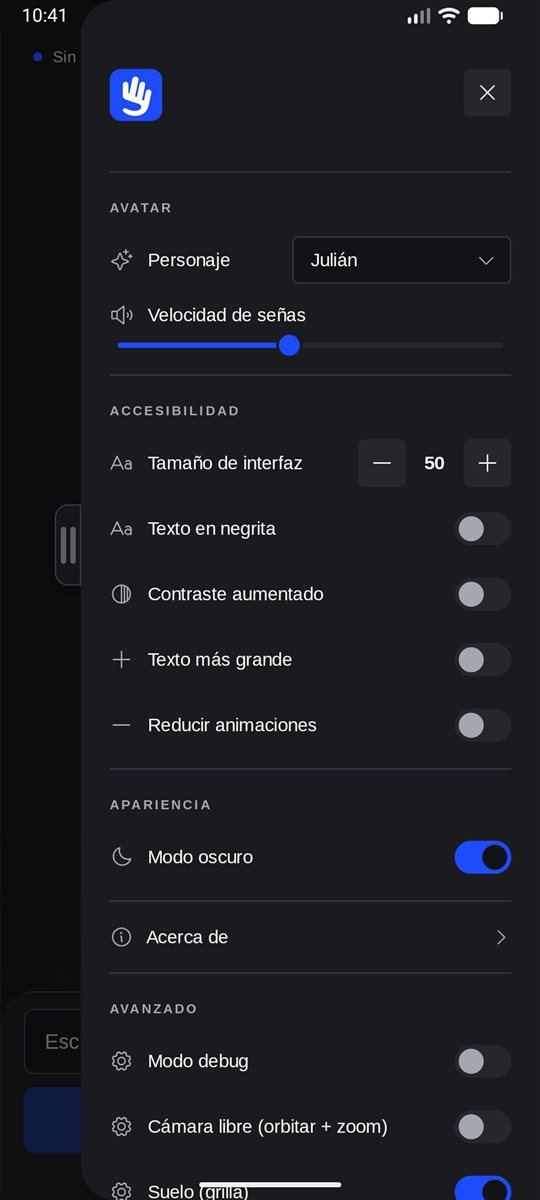 10:41
Sin
AVATAR
Personaje
Julián
Velocidad de señas
ACCESIBILIDAD
Aa Tamaño de interfaz
50
Aa Texto en negrita
Contraste aumentado
Texto más grande
Reducir animaciones
APARIENCIA
Modo oscuro
Acerca de
AVANZADO
Esc
Modo debug
Cámara libre (orbitar + zoom)
Suelo (grilla)